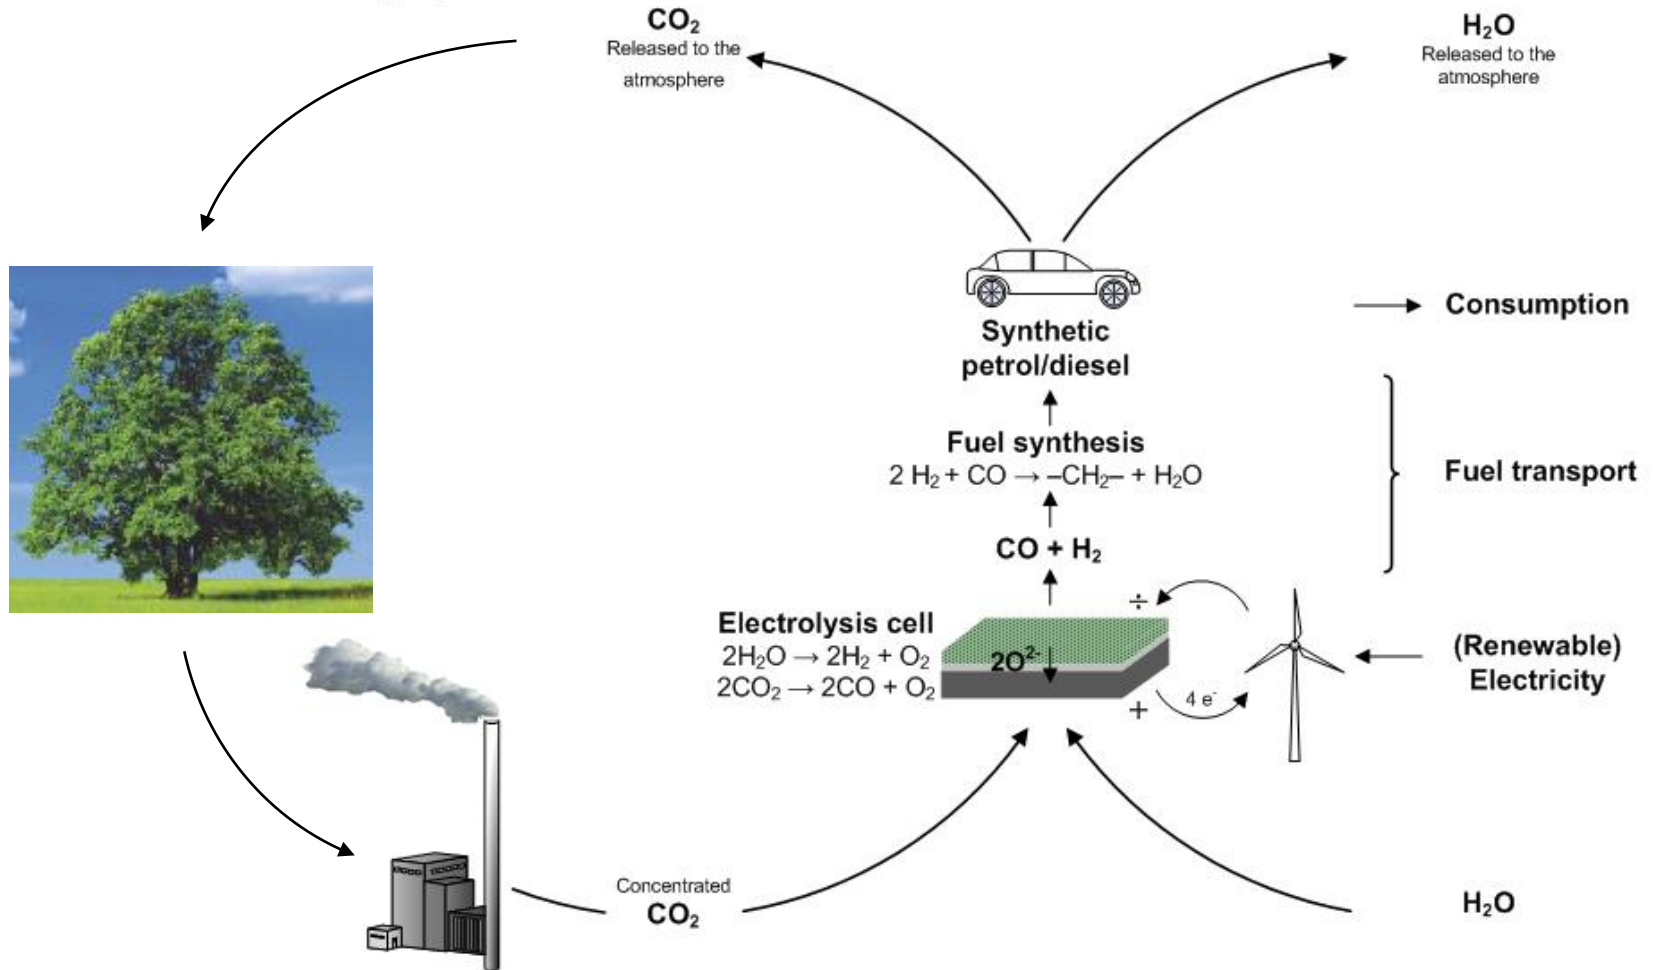 CO₂
Released to the
atmosphere
H₂O
Released to the
atmosphere
Synthetic
petrol/diesel
Consumption
Fuel synthesis
2 H₂ + CO → –CH₂– + H₂O
Fuel transport
CO + H₂
Electrolysis cell
2H₂O → 2H₂ + O₂
2CO₂ → 2CO + O₂
÷
2O²⁻
+
4 e⁻
(Renewable)
Electricity
Concentrated
CO₂
H₂O